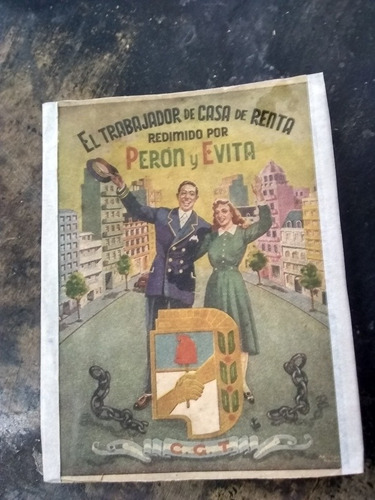 EL TRABAJADOR DE CASA DE RENTA
REDIMIDO POR
PERÓN y EVITA
C.G.T.